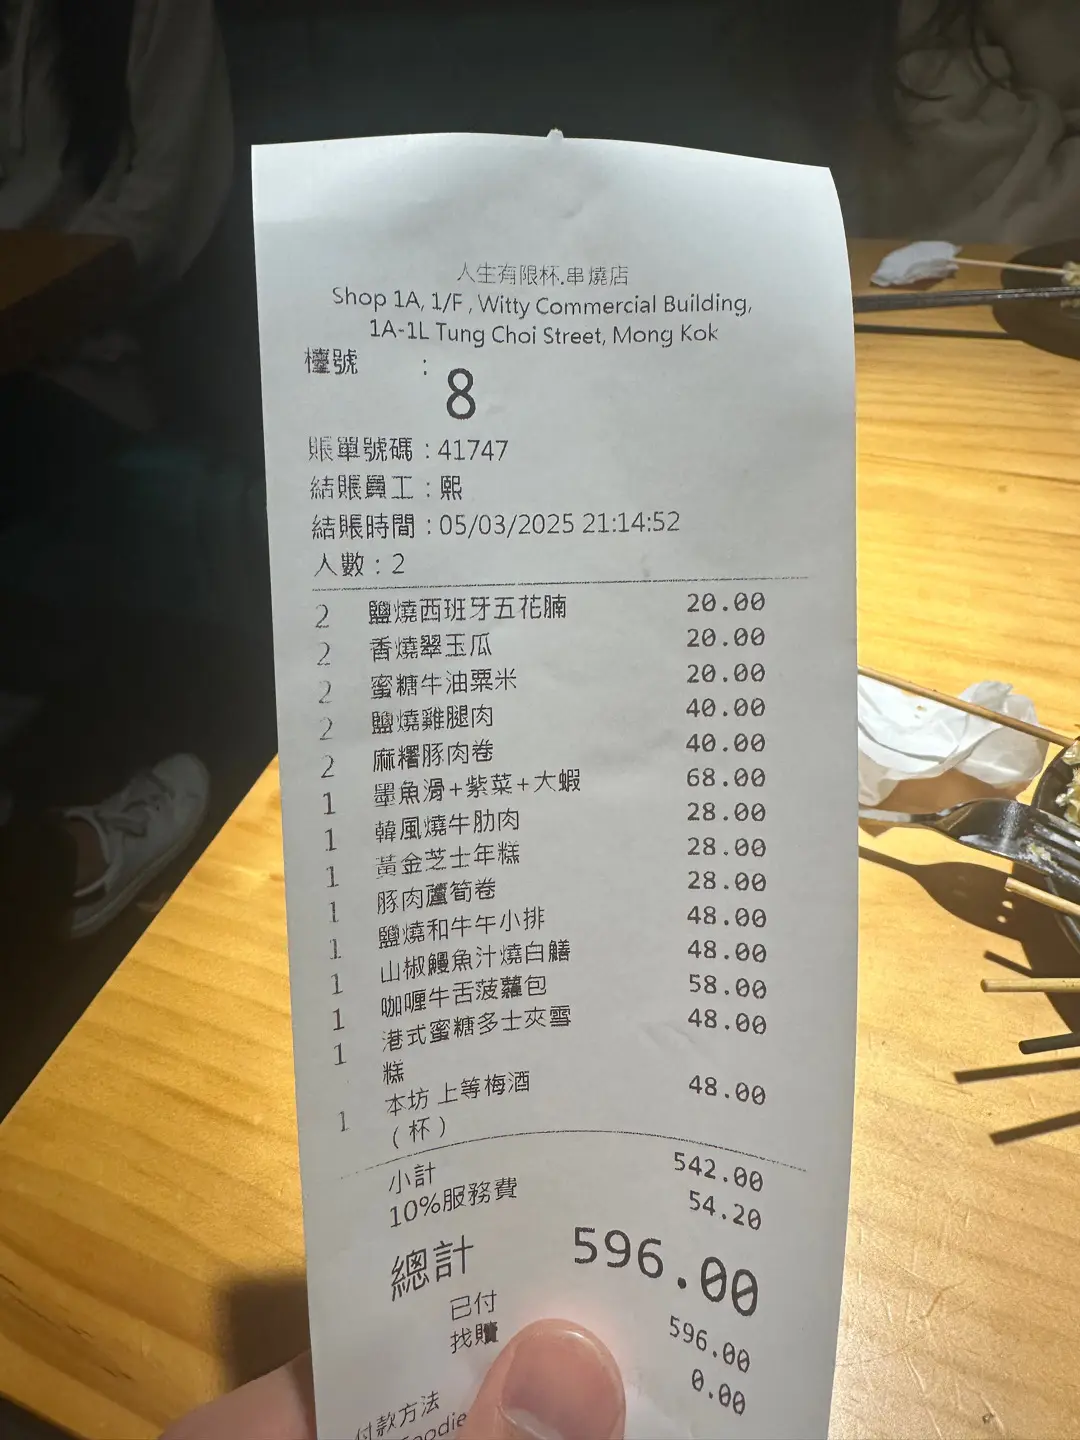 人生有限杯.串燒店
Shop 1A, 1/F , Witty Commercial Building,
1A-1L Tung Choi Street, Mong Kok
檯號 :
8
賬單號碼 : 41747
結賬員工 : 熙
結賬時間 : 05/03/2025 21:14:52
人數 : 2
2 鹽燒西班牙五花腩 20.00
2 香燒翠玉瓜 20.00
2 蜜糖牛油粟米 20.00
2 鹽燒雞腿肉 40.00
2 麻糬豚肉卷 40.00
1 墨魚滑+紫菜+大蝦 68.00
1 韓風燒牛肋肉 28.00
1 黃金芝士年糕 28.00
1 豚肉蘆筍卷 28.00
1 鹽燒和牛午小排 48.00
1 山椒鰻魚汁燒白鱔 48.00
1 咖喱牛舌菠蘿包 58.00
1 港式蜜糖多士夾雪 48.00
糕
1 本坊 上等梅酒 48.00
( 杯 )
小計 542.00
10%服務費 54.20
總計 596.00
已付 596.00
找贖 0.00
付款方法
oodie